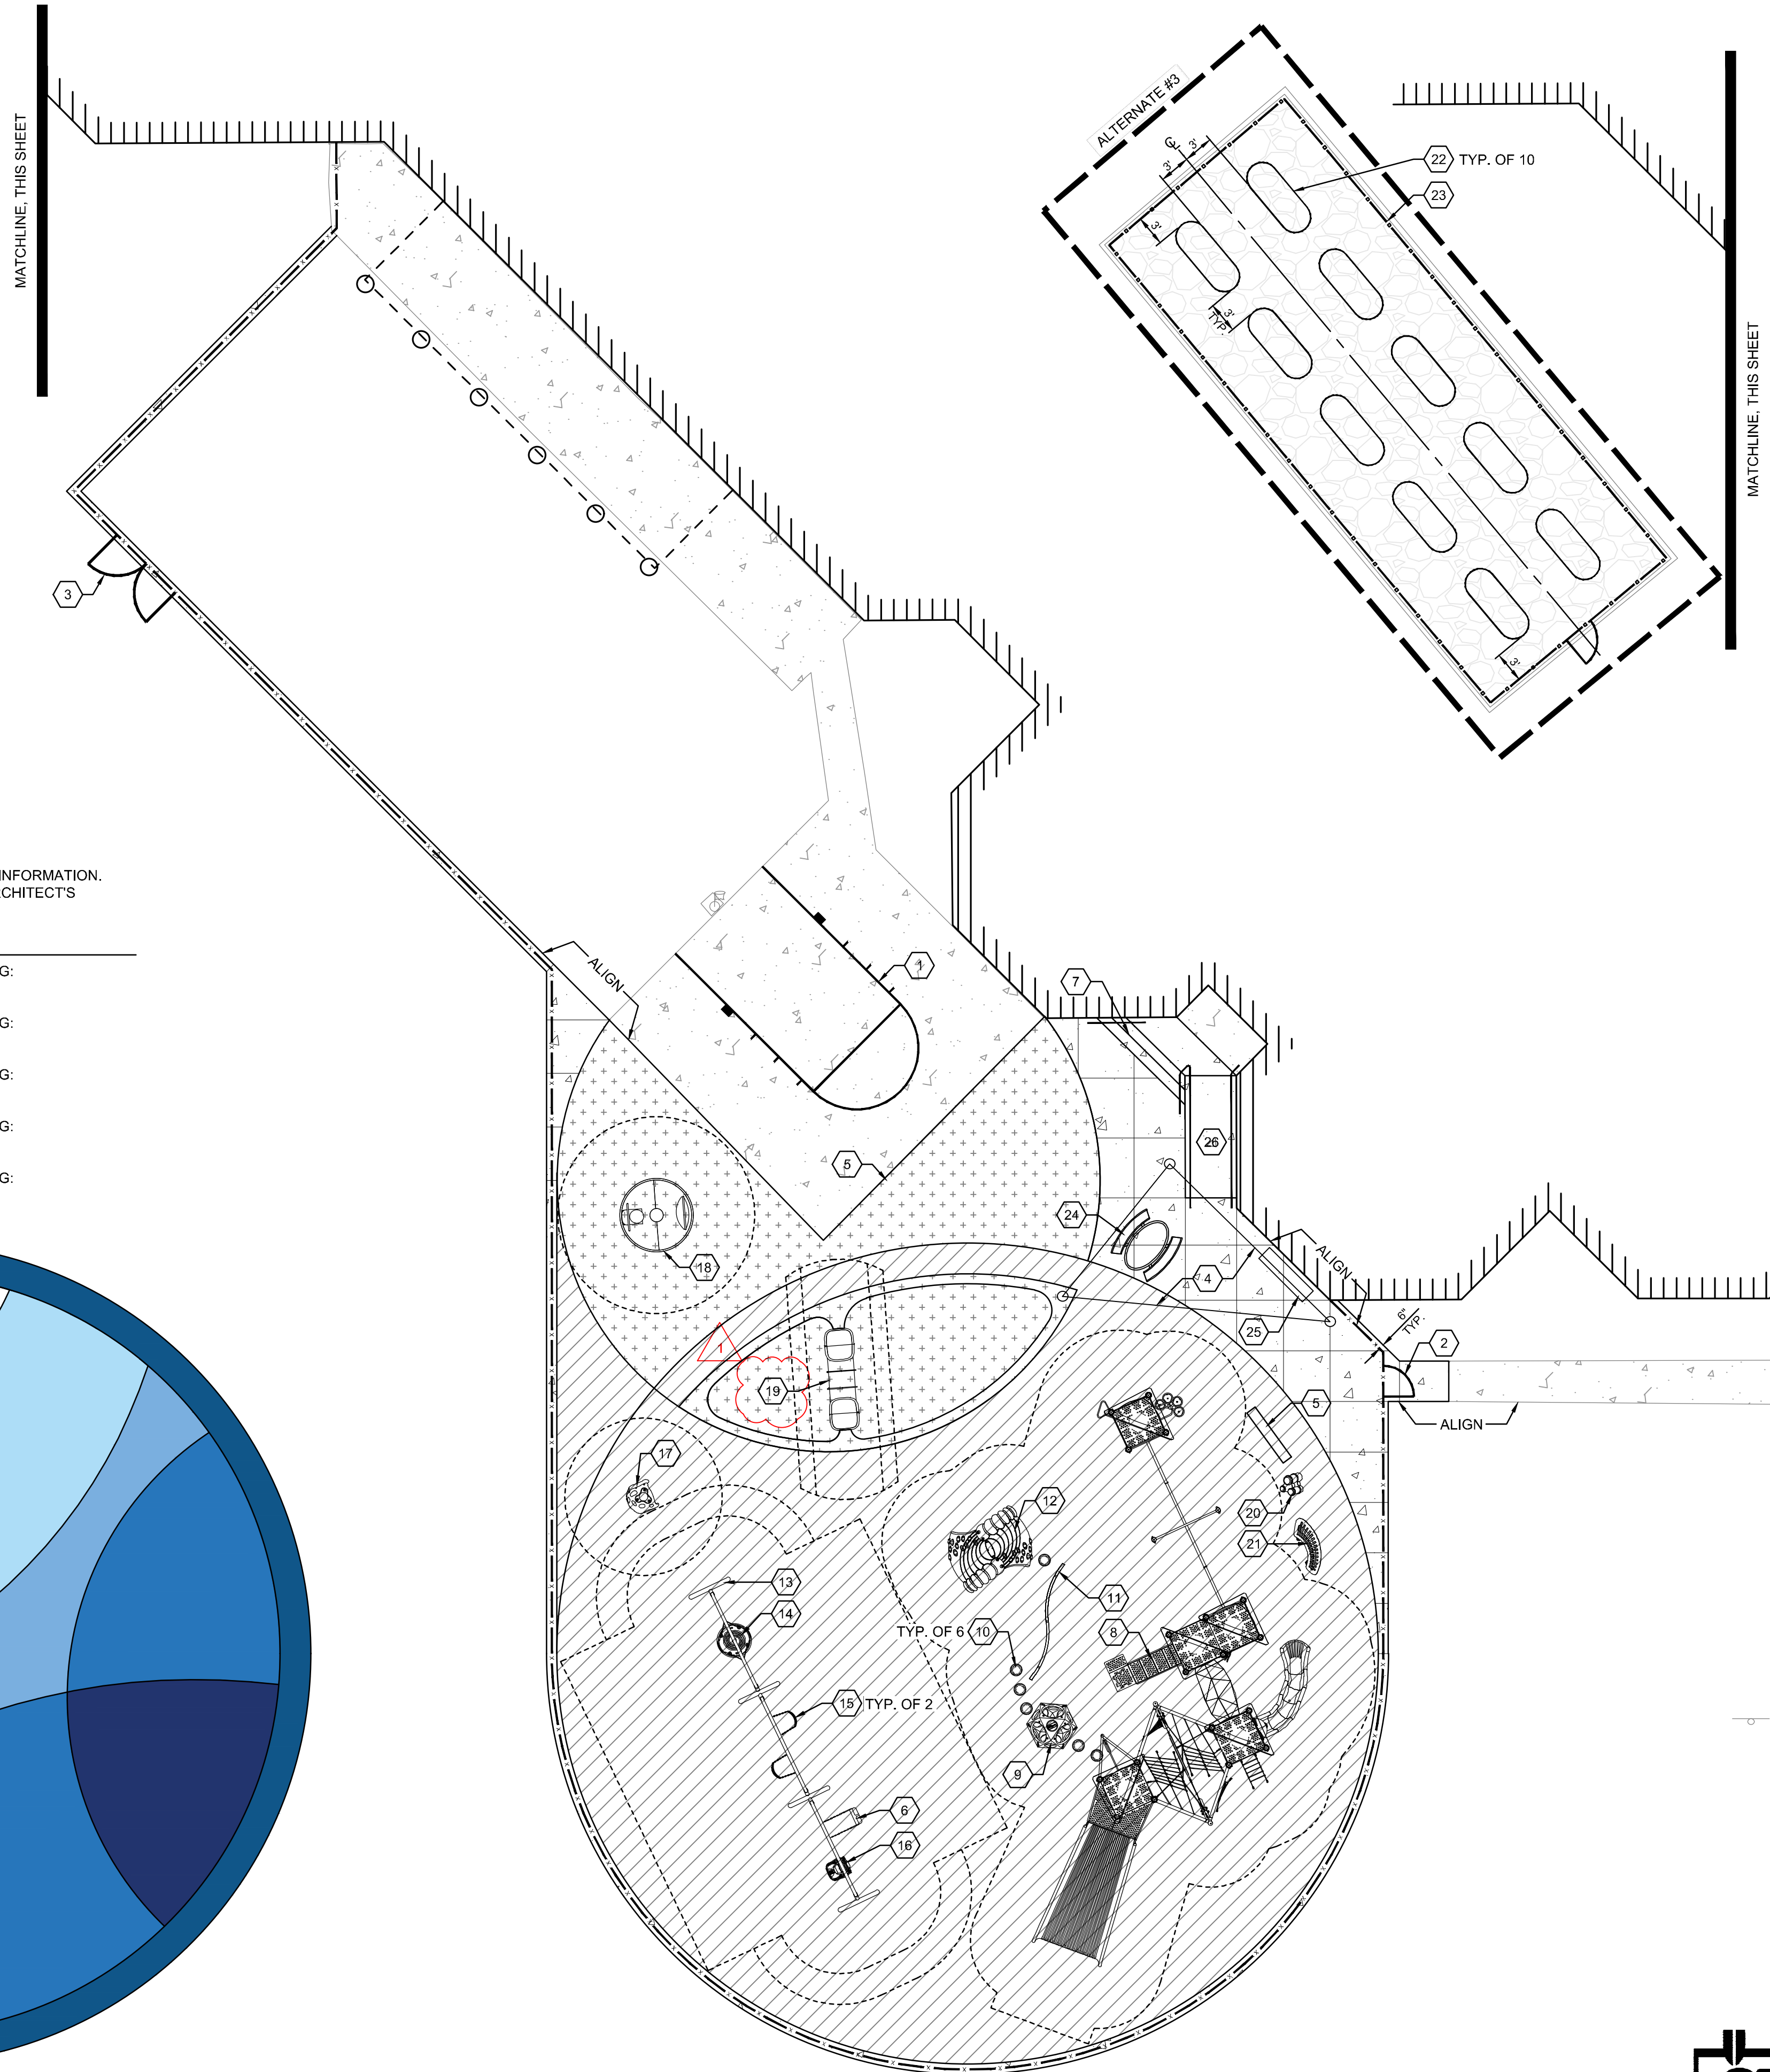 MATCHLINE, THIS SHEET
ALTERNATE #3
℄
3'
3'
22 TYP. OF 10
23
3'
3'
TYP.
3'
MATCHLINE, THIS SHEET
3
INFORMATION.
RCHITECT'S
G:
G:
G:
G:
G:
ALIGN
1
7
5
26
24
18
4
ALIGN
25
6"
TYP.
2
1
19
5
ALIGN
17
12
20
21
13
14
11
TYP. OF 6 10
8
15 TYP. OF 2
9
6
16